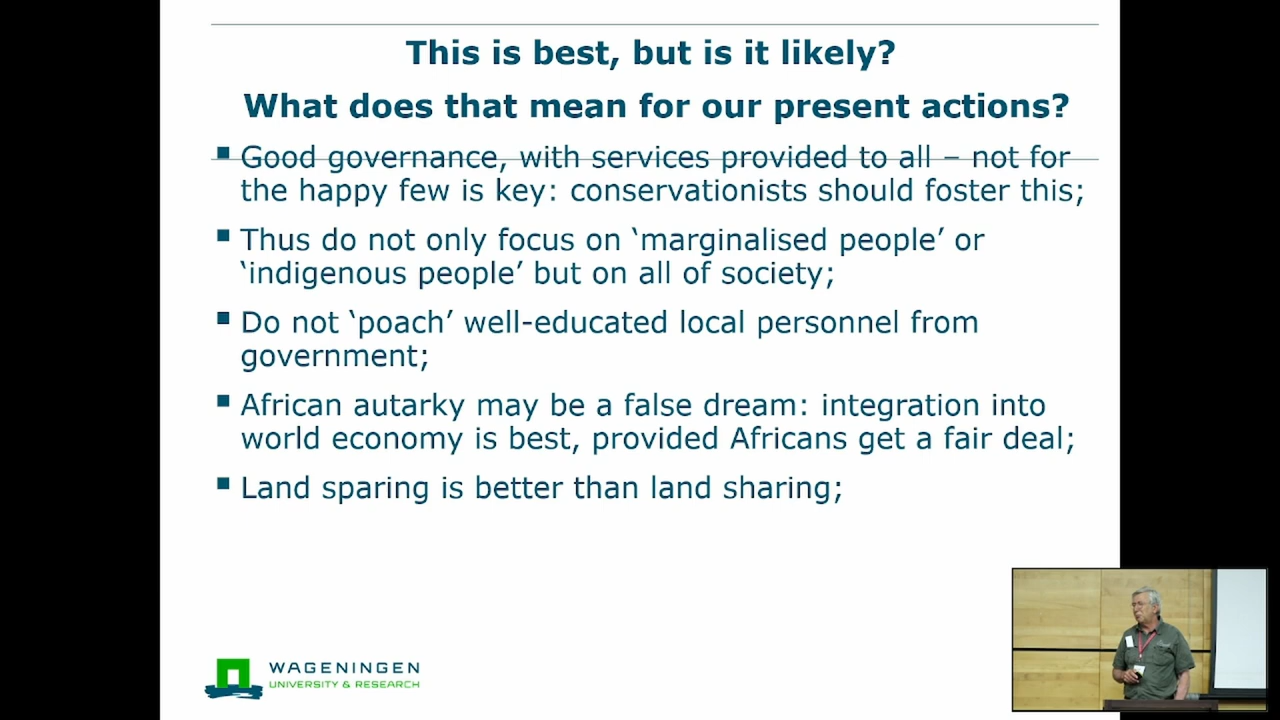 This is best, but is it likely?
What does that mean for our present actions?
▪ Good governance, with services provided to all – not for
the happy few is key: conservationists should foster this;
▪ Thus do not only focus on ‘marginalised people’ or
‘indigenous people’ but on all of society;
▪ Do not ‘poach’ well-educated local personnel from
government;
▪ African autarky may be a false dream: integration into
world economy is best, provided Africans get a fair deal;
▪ Land sparing is better than land sharing;
WAGENINGEN
UNIVERSITY & RESEARCH